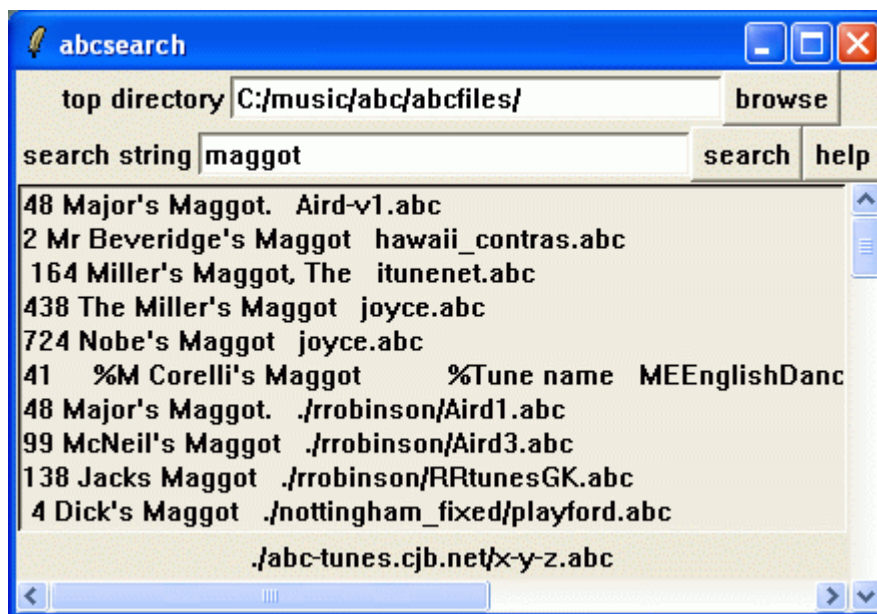 abcsearch
top directory C:/music/abc/abcfiles/ browse
search string maggot search help
48 Major's Maggot.   Aird-v1.abc
2 Mr Beveridge's Maggot   hawaii_contras.abc
164 Miller's Maggot, The   itunenet.abc
438 The Miller's Maggot   joyce.abc
724 Nobe's Maggot   joyce.abc
41    %M Corelli's Maggot         %Tune name   MEEnglishDanc
48 Major's Maggot.   ./rrobinson/Aird1.abc
99 McNeil's Maggot   ./rrobinson/Aird3.abc
138 Jacks Maggot   ./rrobinson/RRtunesGK.abc
4 Dick's Maggot   ./nottingham_fixed/playford.abc
./abc-tunes.cjb.net/x-y-z.abc